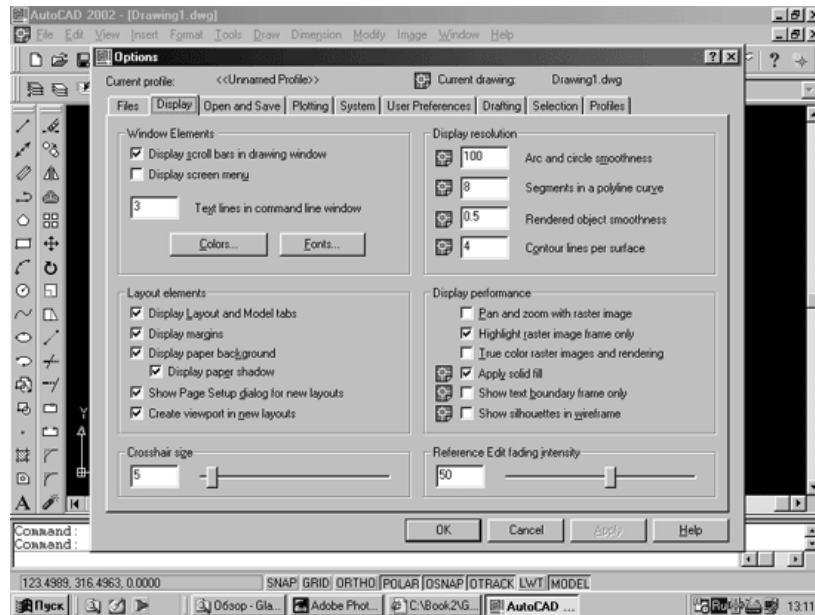 AutoCAD 2002 - [Drawing1.dwg]
File Edit View Insert Format Tools Draw Dimension Modify Image Window Help
Options
Current profile: <<Unnamed Profile>> Current drawing: Drawing1.dwg
Files Display Open and Save Plotting System User Preferences Drafting Selection Profiles
Window Elements
Display scroll bars in drawing window
Display screen menu
3 Text lines in command line window
Colors... Fonts...
Display resolution
100 Arc and circle smoothness
8 Segments in a polyline curve
0.5 Rendered object smoothness
4 Contour lines per surface
Layout elements
Display Layout and Model tabs
Display margins
Display paper background
Display paper shadow
Show Page Setup dialog for new layouts
Create viewport in new layouts
Display performance
Pan and zoom with raster image
Highlight raster image frame only
True color raster images and rendering
Apply solid fill
Show text boundary frame only
Show silhouettes in wireframe
Crosshair size
5
Reference Edit fading intensity
50
OK Cancel Apply Help
Y
A
Command:
Command:
123.4989, 316.4963, 0.0000 SNAP GRID ORTHO POLAR OSNAP OTRACK LWT MODEL
Пуск Обзор - Gla... Adobe Phot... C:\Book2\G... AutoCAD ... Ru 13:11